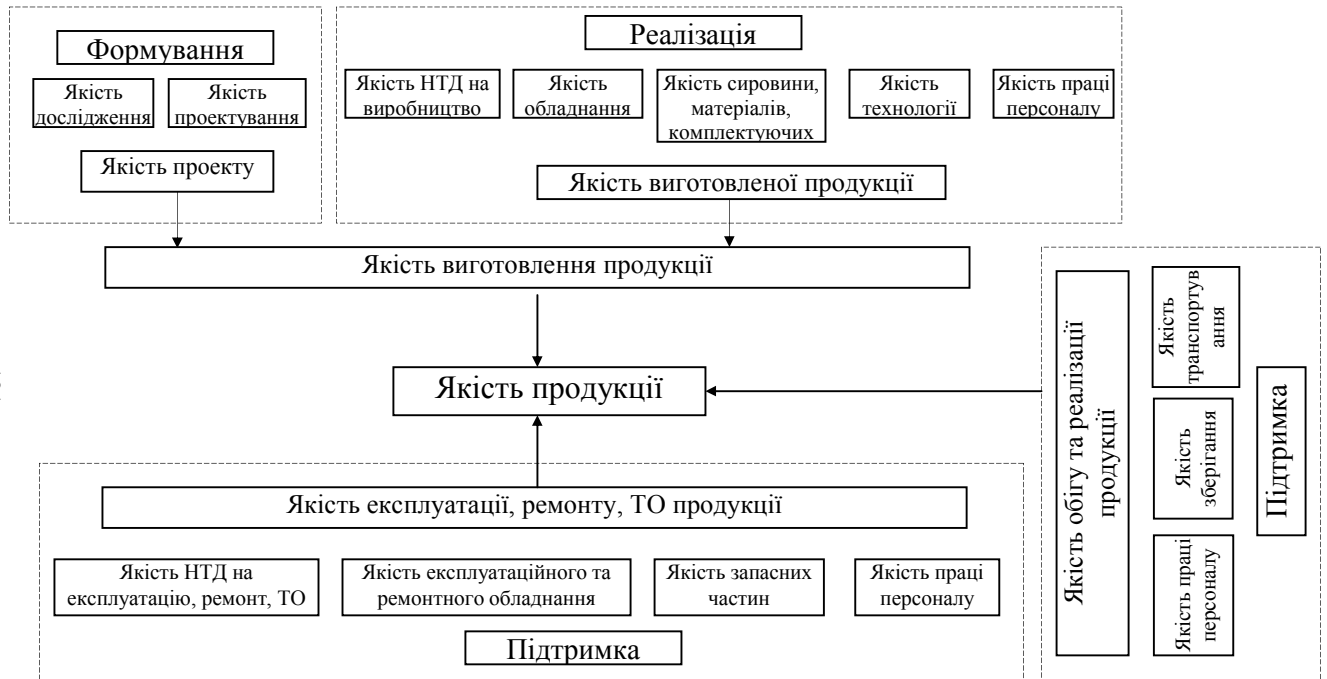 Формування
Якість
дослідження
Якість
проектування
Якість проекту
Реалізація
Якість НТД на
виробництво
Якість
обладнання
Якість сировини,
матеріалів,
комплектуючих
Якість
технології
Якість праці
персоналу
Якість виготовленої продукції
Якість виготовлення продукції
Якість продукції
Якість обігу та реалізації
продукції
Якість
транспортув
ання
Якість
зберігання
Якість праці
персоналу
Підтримка
Якість експлуатації, ремонту, ТО продукції
Якість НТД на
експлуатацію, ремонт, ТО
Якість експлуатаційного та
ремонтного обладнання
Якість запасних
частин
Якість праці
персоналу
Підтримка